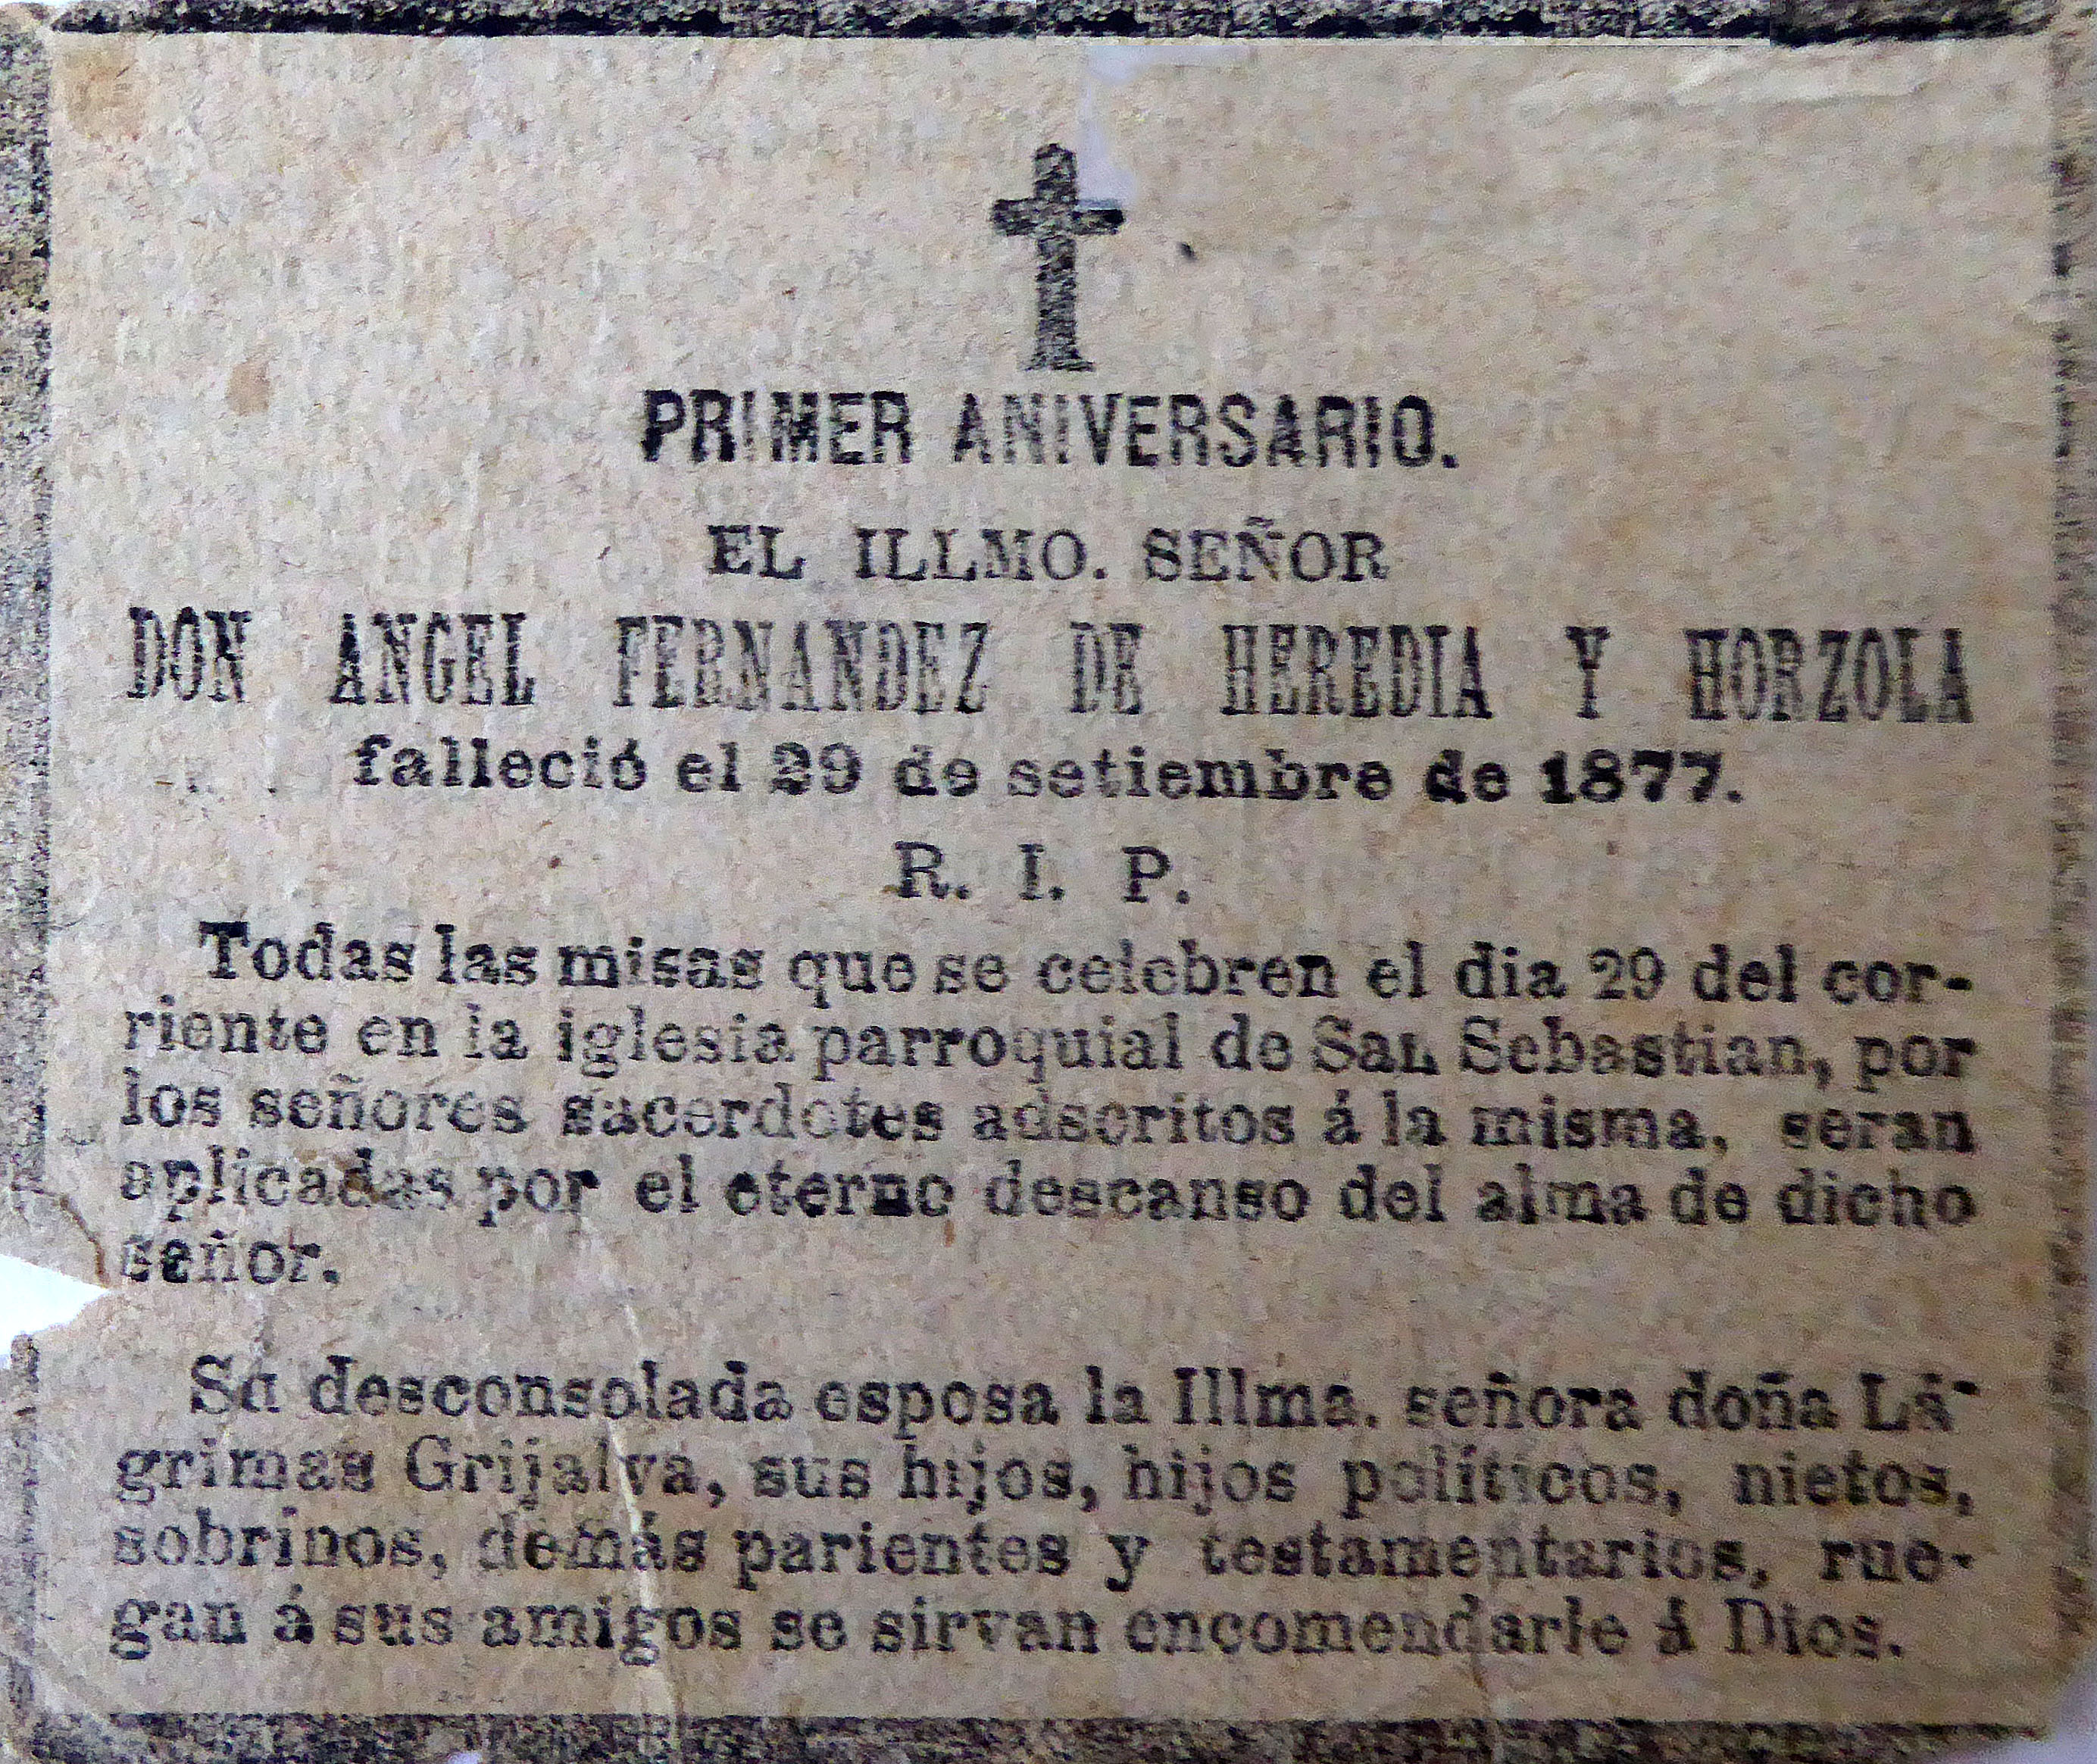 PRIMER ANIVERSARIO.
EL ILLMO. SEÑOR
DON ANGEL FERNANDEZ DE HEREDIA Y HORZOLA
falleció el 29 de setiembre de 1877.
R. I. P.
Todas las misas que se celebren el dia 29 del cor-
riente en la iglesia parroquial de San Sebastian, por
los señores sacerdotes adscritos á la misma, seran
aplicadas por el eterno descanso del alma de dicho
señor.
Su desconsolada esposa la Illma. señora doña Lá-
grimas Grijalva, sus hijos, hijos políticos, nietos,
sobrinos, demás parientes y testamentarios, rue-
gan á sus amigos se sirvan encomendarle á Dios.